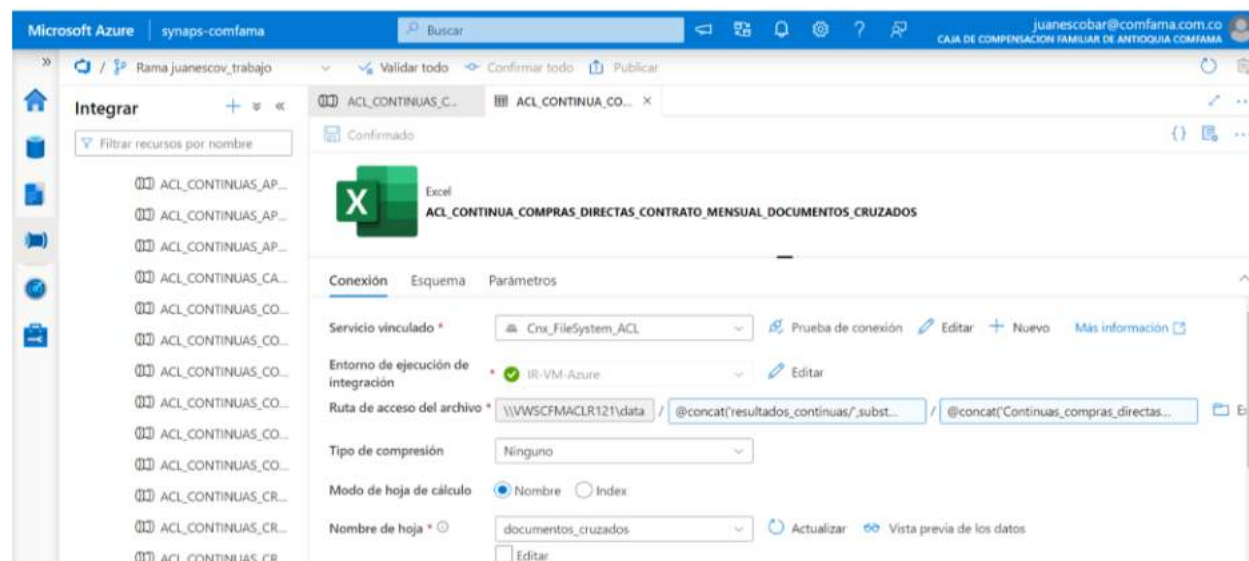 Microsoft Azure synaps-comfama Buscar juanescobar@comfama.com.co
CAJA DE COMPENSACION FAMILIAR DE ANTIOQUIA COMFAMA
» / Rama juanescov_trabajo Validar todo Confirmar todo Publicar
Integrar + « ACL_CONTINUAS_C... ACL_CONTINUA_CO... ×
Filtrar recursos por nombre Confirmado {} ...
ACL_CONTINUAS_AP...
ACL_CONTINUAS_AP...
ACL_CONTINUAS_AP...
ACL_CONTINUAS_CA...
ACL_CONTINUAS_CO...
ACL_CONTINUAS_CO...
ACL_CONTINUAS_CO...
ACL_CONTINUAS_CO...
ACL_CONTINUAS_CO...
ACL_CONTINUAS_CO...
ACL_CONTINUAS_CR...
ACL_CONTINUAS_CR...
ACL_CONTINUAS_CR...
X Excel
ACL_CONTINUA_COMPRAS_DIRECTAS_CONTRATO_MENSUAL_DOCUMENTOS_CRUZADOS
Conexión Esquema Parámetros
Servicio vinculado * Cnx_FileSystem_ACL Prueba de conexión Editar + Nuevo Más información
Entorno de ejecución de integración * IR-VM-Azure Editar
Ruta de acceso del archivo * \\VWSCFMACLR121\data / @concat('resultados_continuas/',subst... / @concat('Continuas_compras_directas...
Tipo de compresión Ninguno
Modo de hoja de cálculo Nombre Index
Nombre de hoja * documentos_cruzados Actualizar Vista previa de los datos
Editar